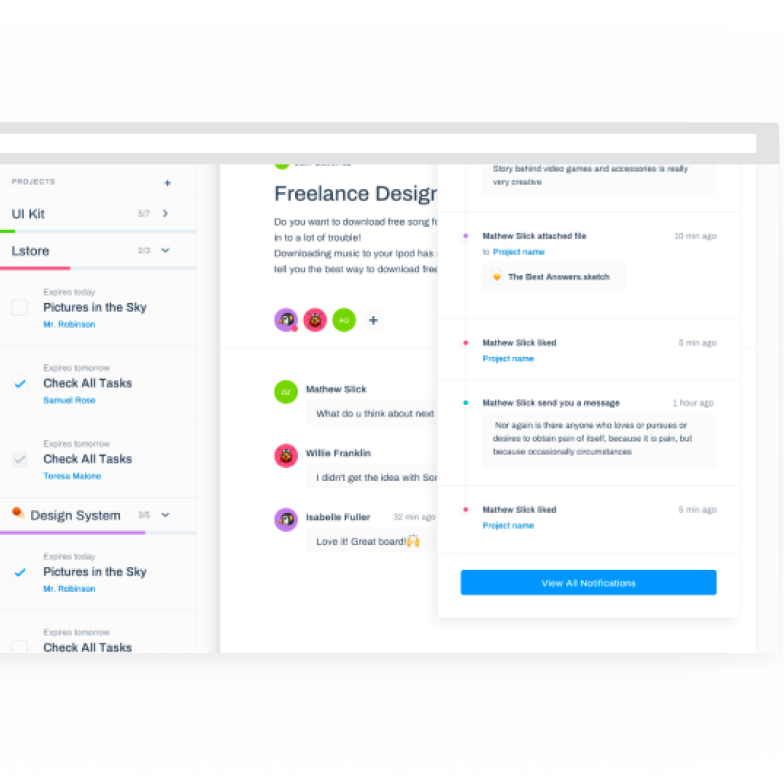 PROJECTS
+
UI Kit
5/7
Lstore
2/3
Expires today
Pictures in the Sky
Mr. Robinson
Expires tomorrow
Check All Tasks
Samuel Rose
Expires tomorrow
Check All Tasks
Teresa Malone
Design System
3/5
Expires today
Pictures in the Sky
Mr. Robinson
Expires tomorrow
Check All Tasks
Freelance Design
Do you want to download free song
in to a lot of trouble!
Downloading music to your Ipod has
tell you the best way to download free
AO
+
OZ
Mathew Slick
What do u think about next
Willie Franklin
I didn't get the idea with
Isabelle Fuller
32 min ago
Love it! Great board!🙌
Story behind video games and accessories is really
very creative
Mathew Slick attached file
10 min ago
to Project name
The Best Answers.sketch
Mathew Slick liked
5 min ago
Project name
Mathew Slick send you a message
1 hour ago
Nor again is there anyone who loves or pursues or
desires to obtain pain of itself, because it is pain, but
because occasionally circumstances
Mathew Slick liked
5 min ago
Project name
View All Notifications